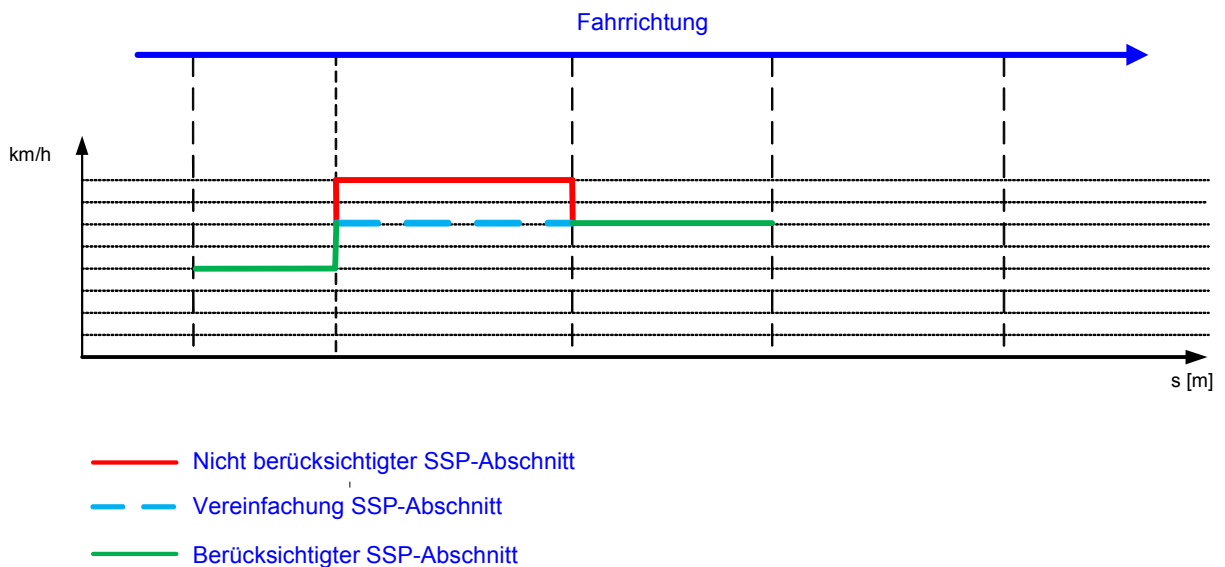 Fahrrichtung
km/h
s [m]
Nicht berücksichtigter SSP-Abschnitt
Vereinfachung SSP-Abschnitt
Berücksichtigter SSP-Abschnitt